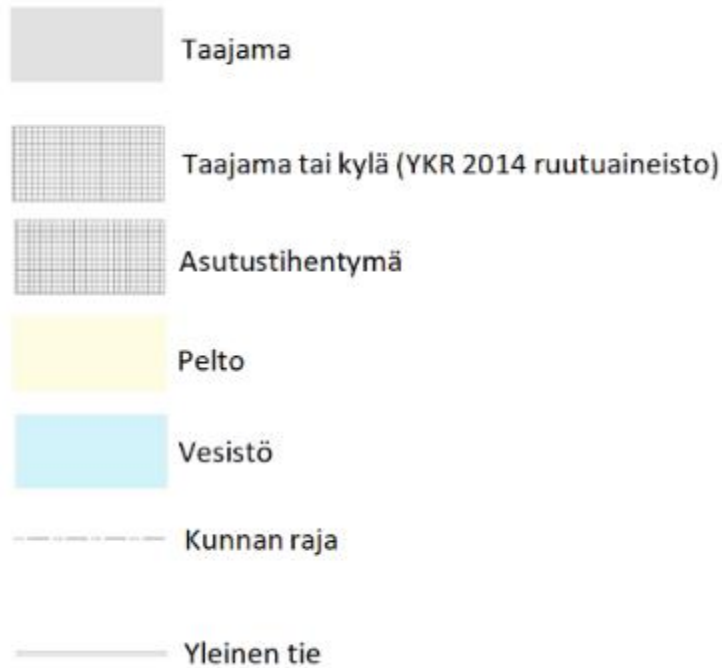 Taajama
Taajama tai kylä (YKR 2014 ruutuaineisto)
Asutustihentymä
Pelto
Vesistö
Kunnan raja
Yleinen tie